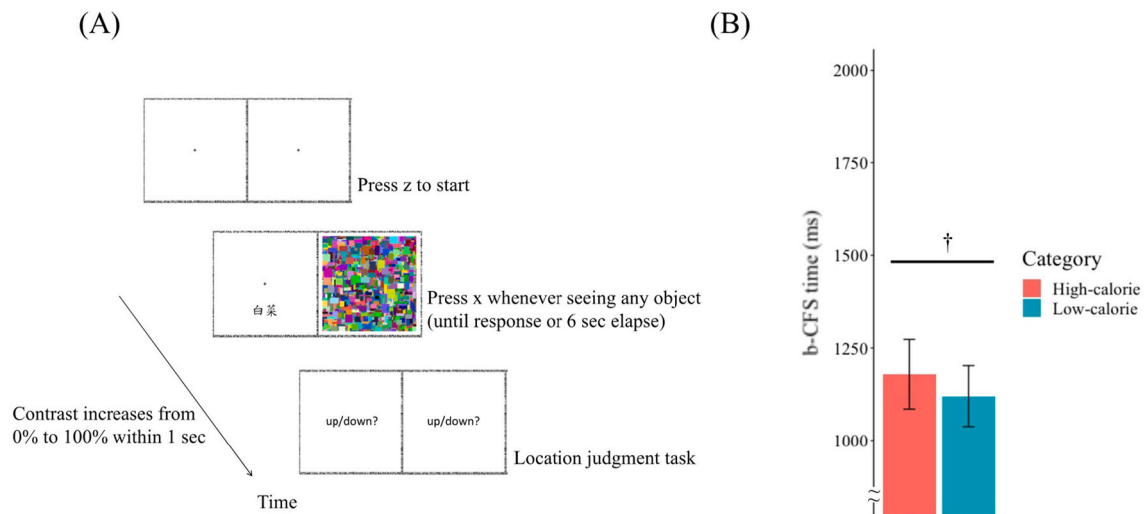 (A)
Press z to start
白菜
Press x whenever seeing any object
(until response or 6 sec elapse)
Contrast increases from
0% to 100% within 1 sec
up/down?
up/down?
Location judgment task
Time
(B)
2000
1750
1500
1250
1000
b-CFS time (ms)
†
Category
High-calorie
Low-calorie